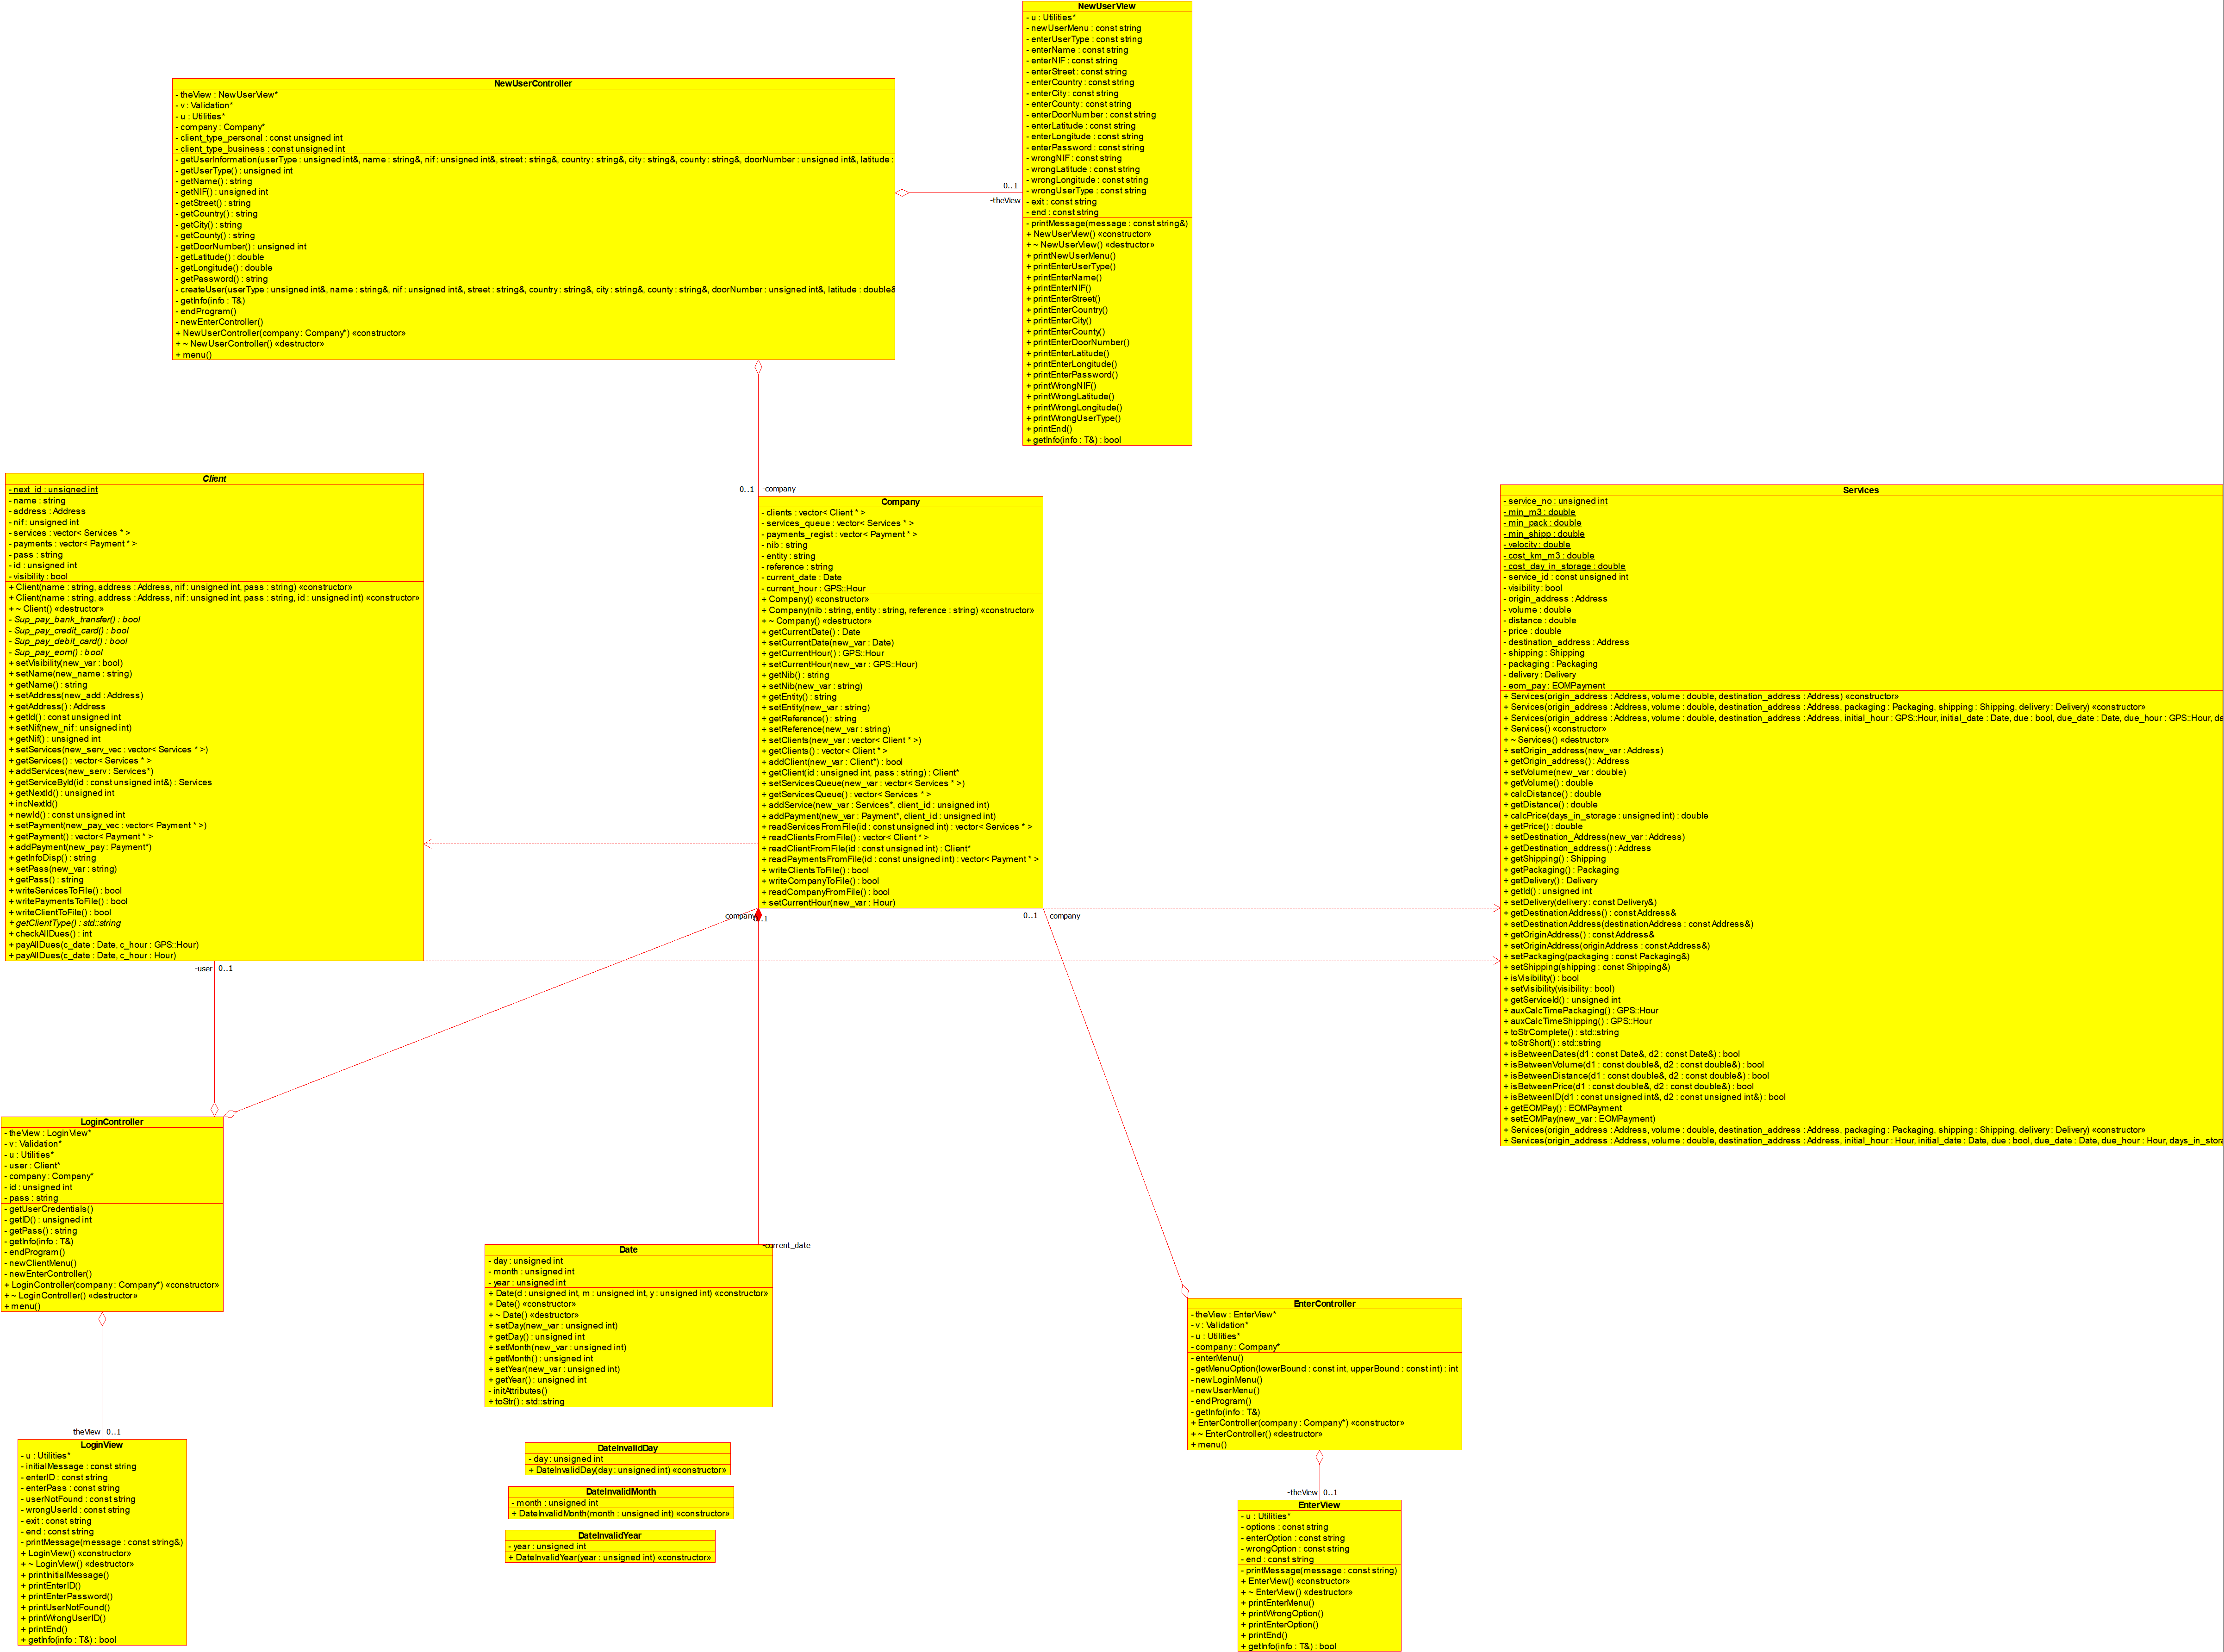 NewUserView
- u : Utilities*
- newUserMenu : const string
- enterUserType : const string
- enterName : const string
- enterNIF : const string
- enterStreet : const string
- enterCountry : const string
- enterCity : const string
- enterCounty : const string
- enterDoorNumber : const string
- enterLatitude : const string
- enterLongitude : const string
- enterPassword : const string
- wrongNIF : const string
- wrongLatitude : const string
- wrongLongitude : const string
- wrongUserType : const string
- exit : const string
- end : const string
- printMessage(message : const string&)
+ NewUserView() «constructor»
+ ~ NewUserView() «destructor»
+ printNewUserMenu()
+ printEnterUserType()
+ printEnterName()
+ printEnterNIF()
+ printEnterStreet()
+ printEnterCountry()
+ printEnterCity()
+ printEnterCounty()
+ printEnterDoorNumber()
+ printEnterLatitude()
+ printEnterLongitude()
+ printEnterPassword()
+ printWrongNIF()
+ printWrongLatitude()
+ printWrongLongitude()
+ printWrongUserType()
+ printEnd()
+ getInfo(info : T&) : bool
NewUserController
- theView : NewUserView*
- v : Validation*
- u : Utilities*
- company : Company*
- client_type_personal : const unsigned int
- client_type_business : const unsigned int
- getUserInformation(userType : unsigned int&, name : string&, nif : unsigned int&, street : string&, country : string&, city : string&, county : string&, doorNumber : unsigned int&, latitude :
- getUserType() : unsigned int
- getName() : string
- getNIF() : unsigned int
- getStreet() : string
- getCountry() : string
- getCity() : string
- getCounty() : string
- getDoorNumber() : unsigned int
- getLatitude() : double
- getLongitude() : double
- getPassword() : string
- createUser(userType : unsigned int&, name : string&, nif : unsigned int&, street : string&, country : string&, city : string&, county : string&, doorNumber : unsigned int&, latitude : double&
- getInfo(info : T&)
- endProgram()
- newEnterController()
+ NewUserController(company : Company*) «constructor»
+ ~ NewUserController() «destructor»
+ menu()
0..1
-theView
0..1 -company
Client
- next_id : unsigned int
- name : string
- address : Address
- nif : unsigned int
- services : vector< Services * >
- payments : vector< Payment * >
- pass : string
- id : unsigned int
- visibility : bool
+ Client(name : string, address : Address, nif : unsigned int, pass : string) «constructor»
+ Client(name : string, address : Address, nif : unsigned int, pass : string, id : unsigned int) «constructor»
+ ~ Client() «destructor»
- Sup_pay_bank_transfer() : bool
- Sup_pay_credit_card() : bool
- Sup_pay_debit_card() : bool
- Sup_pay_eom() : bool
+ setVisibility(new_var : bool)
+ setName(new_name : string)
+ getName() : string
+ setAddress(new_add : Address)
+ getAddress() : Address
+ getId() : const unsigned int
+ setNif(new_nif : unsigned int)
+ getNif() : unsigned int
+ setServices(new_serv_vec : vector< Services * >)
+ getServices() : vector< Services * >
+ addServices(new_serv : Services*)
+ getServiceById(id : const unsigned int&) : Services
+ getNextId() : unsigned int
+ incNextId()
+ newId() : const unsigned int
+ setPayment(new_pay_vec : vector< Payment * >)
+ getPayment() : vector< Payment * >
+ addPayment(new_pay : Payment*)
+ getInfoDisp() : string
+ setPass(new_var : string)
+ getPass() : string
+ writeServicesToFile() : bool
+ writePaymentsToFile() : bool
+ writeClientToFile() : bool
+ getClientType() : std::string
+ checkAllDues() : int
+ payAllDues(c_date : Date, c_hour : GPS::Hour)
+ payAllDues(c_date : Date, c_hour : Hour)
-user 0..1
Company
- clients : vector< Client * >
- services_queue : vector< Services * >
- payments_regist : vector< Payment * >
- nib : string
- entity : string
- reference : string
- current_date : Date
- current_hour : GPS::Hour
+ Company() «constructor»
+ Company(nib : string, entity : string, reference : string) «constructor»
+ ~ Company() «destructor»
+ getCurrentDate() : Date
+ setCurrentDate(new_var : Date)
+ getCurrentHour() : GPS::Hour
+ setCurrentHour(new_var : GPS::Hour)
+ getNib() : string
+ setNib(new_var : string)
+ getEntity() : string
+ setEntity(new_var : string)
+ getReference() : string
+ setReference(new_var : string)
+ setClients(new_var : vector< Client * >)
+ getClients() : vector< Client * >
+ addClient(new_var : Client*) : bool
+ getClient(id : unsigned int, pass : string) : Client*
+ setServicesQueue(new_var : vector< Services * >)
+ getServicesQueue() : vector< Services * >
+ addService(new_var : Services*, client_id : unsigned int)
+ addPayment(new_var : Payment*, client_id : unsigned int)
+ readServicesFromFile(id : const unsigned int) : vector< Services * >
+ readClientsFromFile() : vector< Client * >
+ readClientFromFile(id : const unsigned int) : Client*
+ readPaymentsFromFile(id : const unsigned int) : vector< Payment * >
+ writeClientsToFile() : bool
+ writeCompanyToFile() : bool
+ readCompanyFromFile() : bool
+ setCurrentHour(new_var : Hour)
-company 0..1
0..1 -company
Services
- service_no : unsigned int
- min_m3 : double
- min_pack : double
- min_shipp : double
- velocity : double
- cost_km_m3 : double
- cost_day_in_storage : double
- service_id : const unsigned int
- visibility : bool
- origin_address : Address
- volume : double
- distance : double
- price : double
- destination_address : Address
- shipping : Shipping
- packaging : Packaging
- delivery : Delivery
- eom_pay : EOMPayment
+ Services(origin_address : Address, volume : double, destination_address : Address) «constructor»
+ Services(origin_address : Address, volume : double, destination_address : Address, packaging : Packaging, shipping : Shipping, delivery : Delivery) «constructor»
+ Services(origin_address : Address, volume : double, destination_address : Address, initial_hour : GPS::Hour, initial_date : Date, due : bool, due_date : Date, due_hour : GPS::Hour, da
+ Services() «constructor»
+ ~ Services() «destructor»
+ setOrigin_address(new_var : Address)
+ getOrigin_address() : Address
+ setVolume(new_var : double)
+ getVolume() : double
+ calcDistance() : double
+ getDistance() : double
+ calcPrice(days_in_storage : unsigned int) : double
+ getPrice() : double
+ setDestination_Address(new_var : Address)
+ getDestination_address() : Address
+ getShipping() : Shipping
+ getPackaging() : Packaging
+ getDelivery() : Delivery
+ getId() : unsigned int
+ setDelivery(delivery : const Delivery&)
+ getDestinationAddress() : const Address&
+ setDestinationAddress(destinationAddress : const Address&)
+ getOriginAddress() : const Address&
+ setOriginAddress(originAddress : const Address&)
+ setPackaging(packaging : const Packaging&)
+ setShipping(shipping : const Shipping&)
+ isVisibility() : bool
+ setVisibility(visibility : bool)
+ getServiceId() : unsigned int
+ auxCalcTimePackaging() : GPS::Hour
+ auxCalcTimeShipping() : GPS::Hour
+ toStrComplete() : std::string
+ toStrShort() : std::string
+ isBetweenDates(d1 : const Date&, d2 : const Date&) : bool
+ isBetweenVolume(d1 : const double&, d2 : const double&) : bool
+ isBetweenDistance(d1 : const double&, d2 : const double&) : bool
+ isBetweenPrice(d1 : const double&, d2 : const double&) : bool
+ isBetweenID(d1 : const unsigned int&, d2 : const unsigned int&) : bool
+ getEOMPay() : EOMPayment
+ setEOMPay(new_var : EOMPayment)
+ Services(origin_address : Address, volume : double, destination_address : Address, packaging : Packaging, shipping : Shipping, delivery : Delivery) «constructor»
+ Services(origin_address : Address, volume : double, destination_address : Address, initial_hour : Hour, initial_date : Date, due : bool, due_date : Date, due_hour : Hour, days_in_stora
LoginController
- theView : LoginView*
- v : Validation*
- u : Utilities*
- user : Client*
- company : Company*
- id : unsigned int
- pass : string
- getUserCredentials()
- getID() : unsigned int
- getPass() : string
- getInfo(info : T&)
- endProgram()
- newClientMenu()
- newEnterController()
+ LoginController(company : Company*) «constructor»
+ ~ LoginController() «destructor»
+ menu()
-theView 0..1
LoginView
- u : Utilities*
- initialMessage : const string
- enterID : const string
- enterPass : const string
- userNotFound : const string
- wrongUserId : const string
- exit : const string
- end : const string
- printMessage(message : const string&)
+ LoginView() «constructor»
+ ~ LoginView() «destructor»
+ printInitialMessage()
+ printEnterID()
+ printEnterPassword()
+ printUserNotFound()
+ printWrongUserID()
+ printEnd()
+ getInfo(info : T&) : bool
-current_date
Date
- day : unsigned int
- month : unsigned int
- year : unsigned int
+ Date(d : unsigned int, m : unsigned int, y : unsigned int) «constructor»
+ Date() «constructor»
+ ~ Date() «destructor»
+ setDay(new_var : unsigned int)
+ getDay() : unsigned int
+ setMonth(new_var : unsigned int)
+ getMonth() : unsigned int
+ setYear(new_var : unsigned int)
+ getYear() : unsigned int
- initAttributes()
+ toStr() : std::string
DateInvalidDay
- day : unsigned int
+ DateInvalidDay(day : unsigned int) «constructor»
DateInvalidMonth
- month : unsigned int
+ DateInvalidMonth(month : unsigned int) «constructor»
DateInvalidYear
- year : unsigned int
+ DateInvalidYear(year : unsigned int) «constructor»
EnterController
- theView : EnterView*
- v : Validation*
- u : Utilities*
- company : Company*
- enterMenu()
- getMenuOption(lowerBound : const int, upperBound : const int) : int
- newLoginMenu()
- newUserMenu()
- endProgram()
- getInfo(info : T&)
+ EnterController(company : Company*) «constructor»
+ ~ EnterController() «destructor»
+ menu()
-theView 0..1
EnterView
- u : Utilities*
- options : const string
- enterOption : const string
- wrongOption : const string
- end : const string
- printMessage(message : const string)
+ EnterView() «constructor»
+ ~ EnterView() «destructor»
+ printEnterMenu()
+ printWrongOption()
+ printEnterOption()
+ printEnd()
+ getInfo(info : T&) : bool